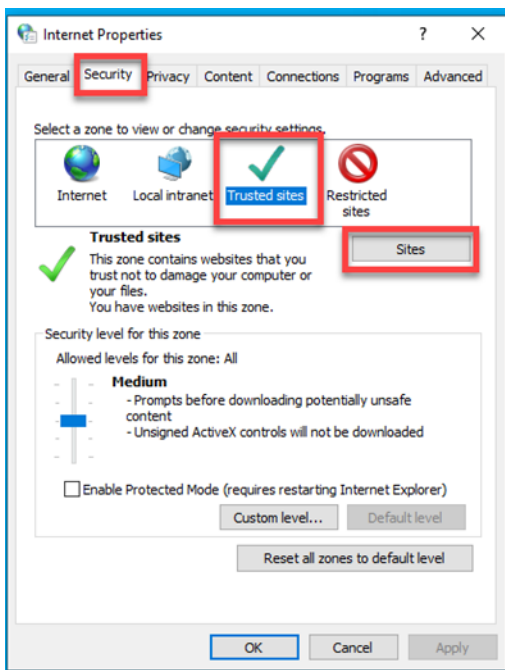 Internet Properties
?
General Security Privacy Content Connections Programs Advanced
Select a zone to view or change security settings.
Internet Local intranet Trusted sites Restricted
sites
Trusted sites
Sites
This zone contains websites that you
trust not to damage your computer or
your files.
You have websites in this zone.
Security level for this zone
Allowed levels for this zone: All
Medium
- Prompts before downloading potentially unsafe
content
- Unsigned ActiveX controls will not be downloaded
Enable Protected Mode (requires restarting Internet Explorer)
Custom level... Default level
Reset all zones to default level
OK Cancel Apply